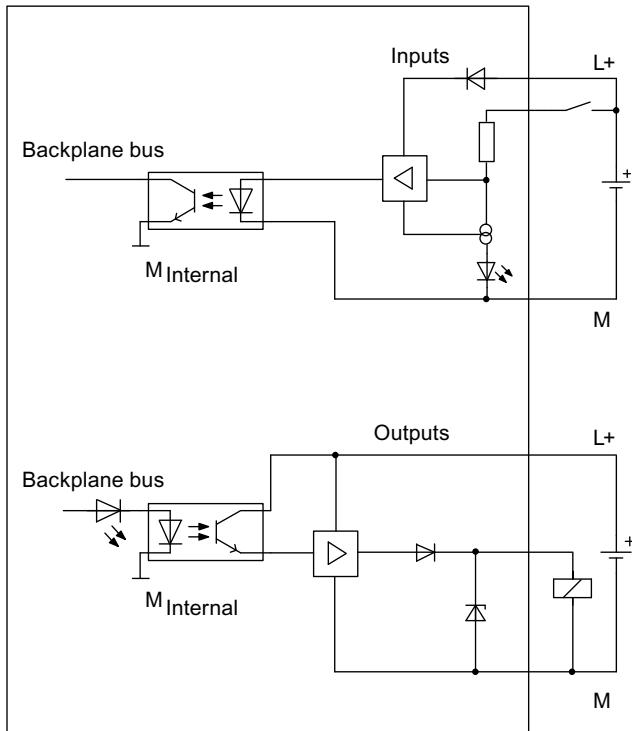 Inputs
L+
Backplane bus
+
M Internal
M
Outputs
L+
Backplane bus
+
M Internal
M